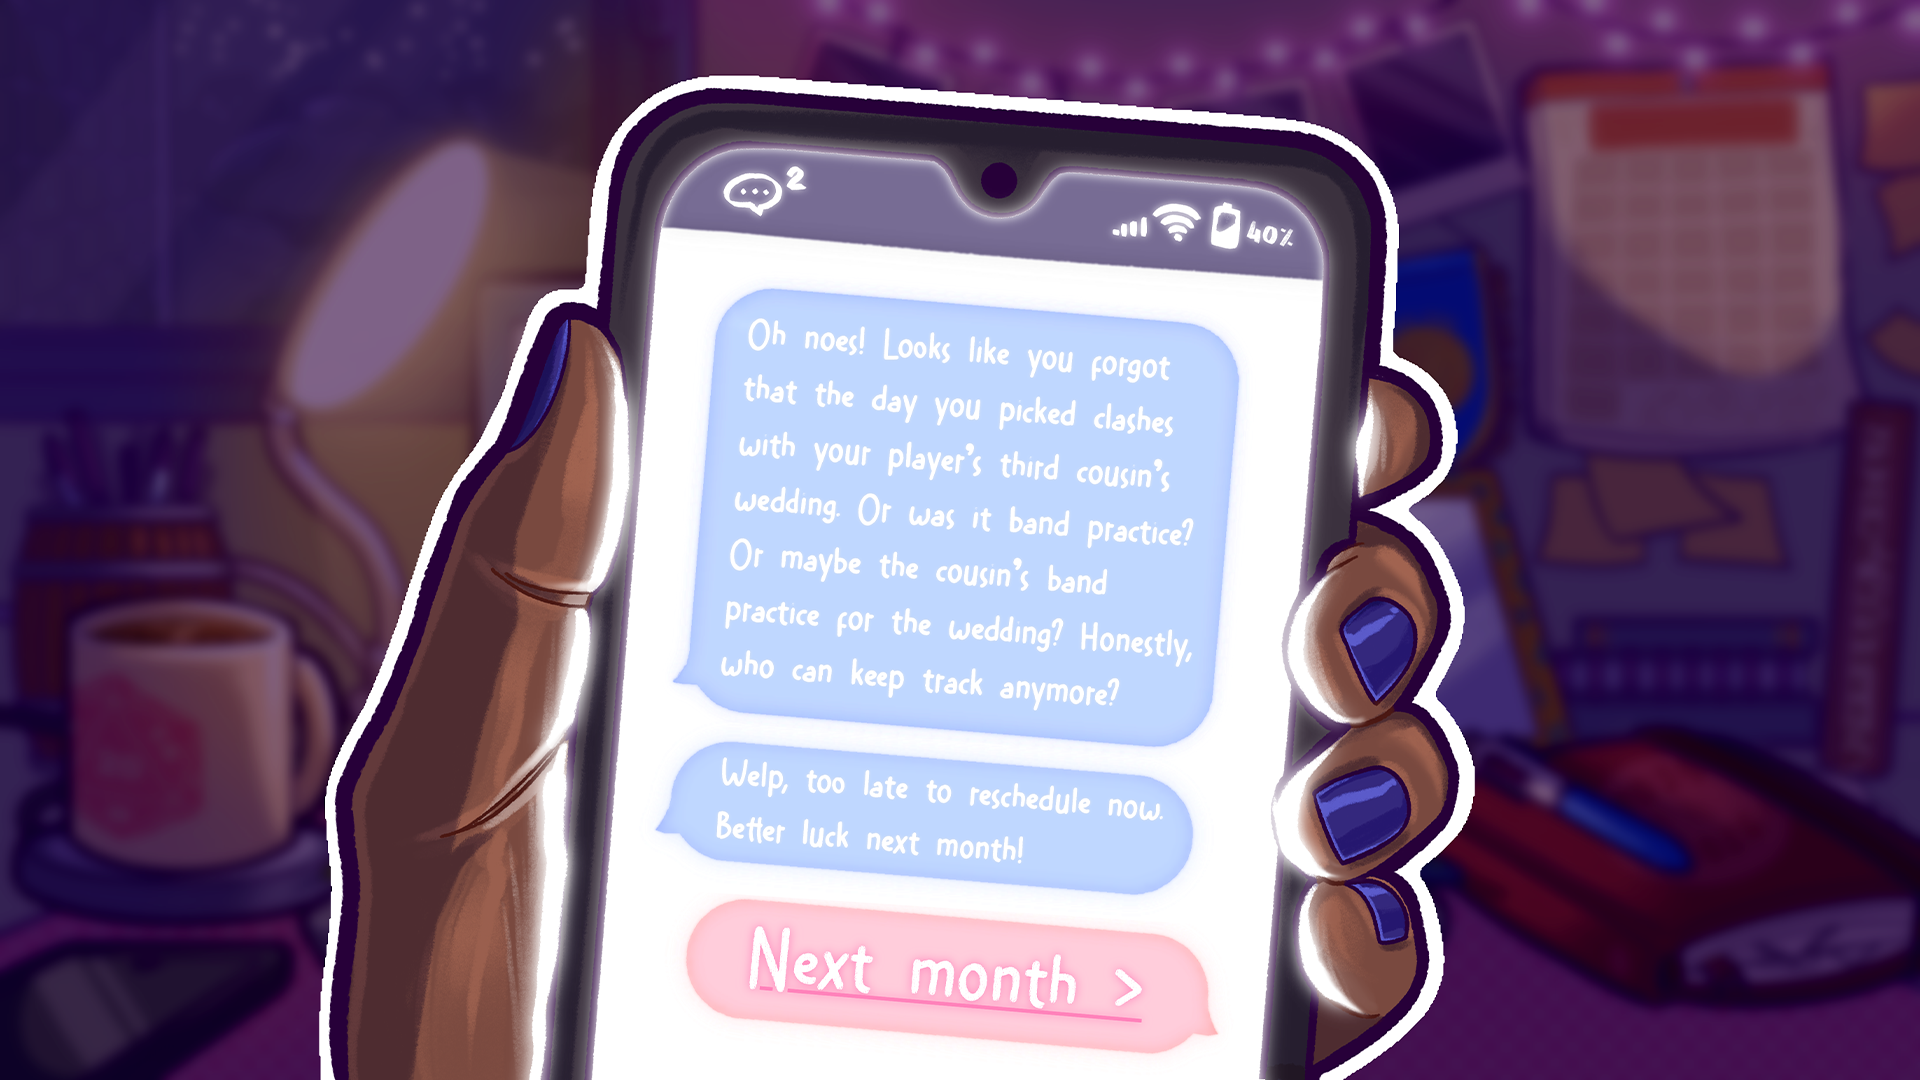 2
40%
Oh noes! Looks like you forgot
that the day you picked clashes
with your player's third cousin's
wedding. Or was it band practice?
Or maybe the cousin's band
practice for the wedding? Honestly,
who can keep track anymore?
Welp, too late to reschedule now.
Better luck next month!
Next month >